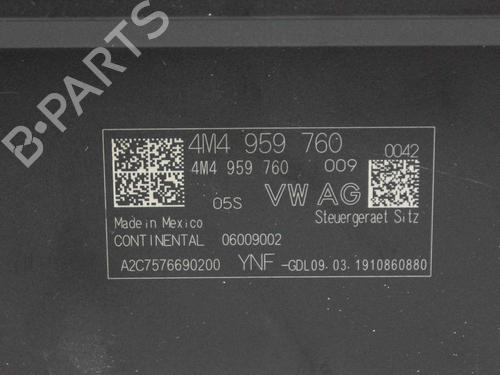 4M4 959 760
0042
4M4 959 760 009
05S VW AG
Made in Mexico Steuergeraet Sitz
CONTINENTAL 06009002
A2C7576690200 YNF -GDL09.03.1910860880
B-PARTS